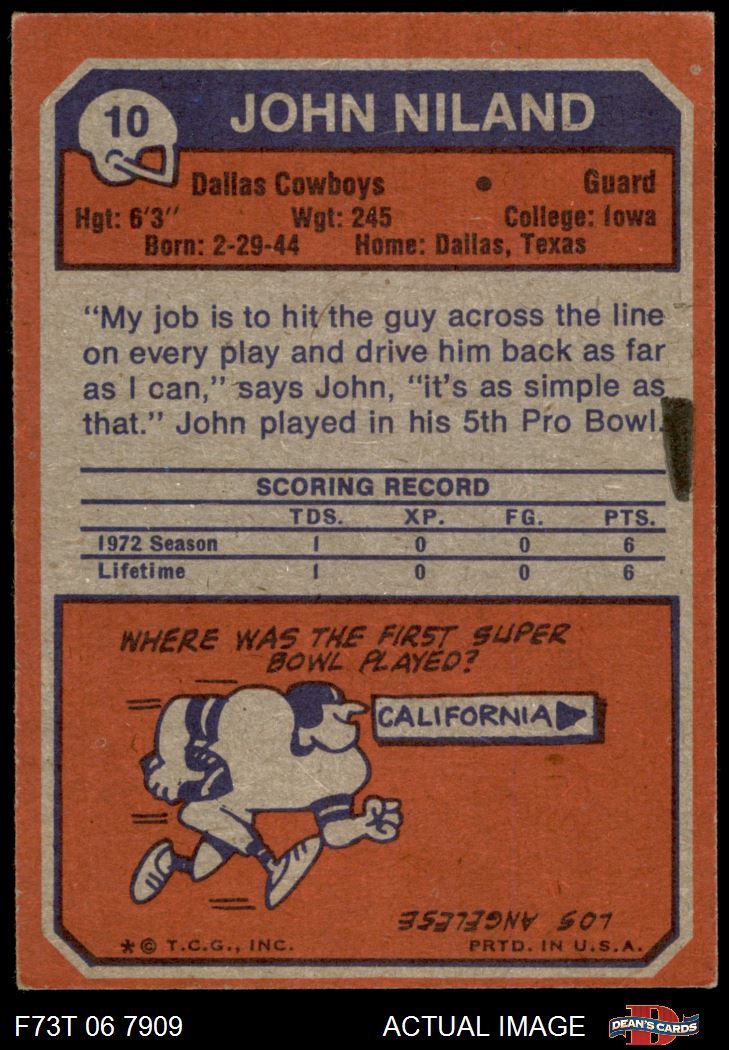 10
JOHN NILAND
Dallas Cowboys • Guard
Hgt: 6'3" Wgt: 245 College: Iowa
Born: 2-29-44 Home: Dallas, Texas
"My job is to hit the guy across the line
on every play and drive him back as far
as I can," says John, "it's as simple as
that." John played in his 5th Pro Bowl.
SCORING RECORD
TDS. XP. FG. PTS.
1972 Season 1 0 0 6
Lifetime 1 0 0 6
WHERE WAS THE FIRST SUPER
BOWL PLAYED?
CALIFORNIA
LOS ANGELESE
*© T.C.G., INC. PRTD. IN U.S.A.
F73T 06 7909 ACTUAL IMAGE
D
DEAN'S CARDS